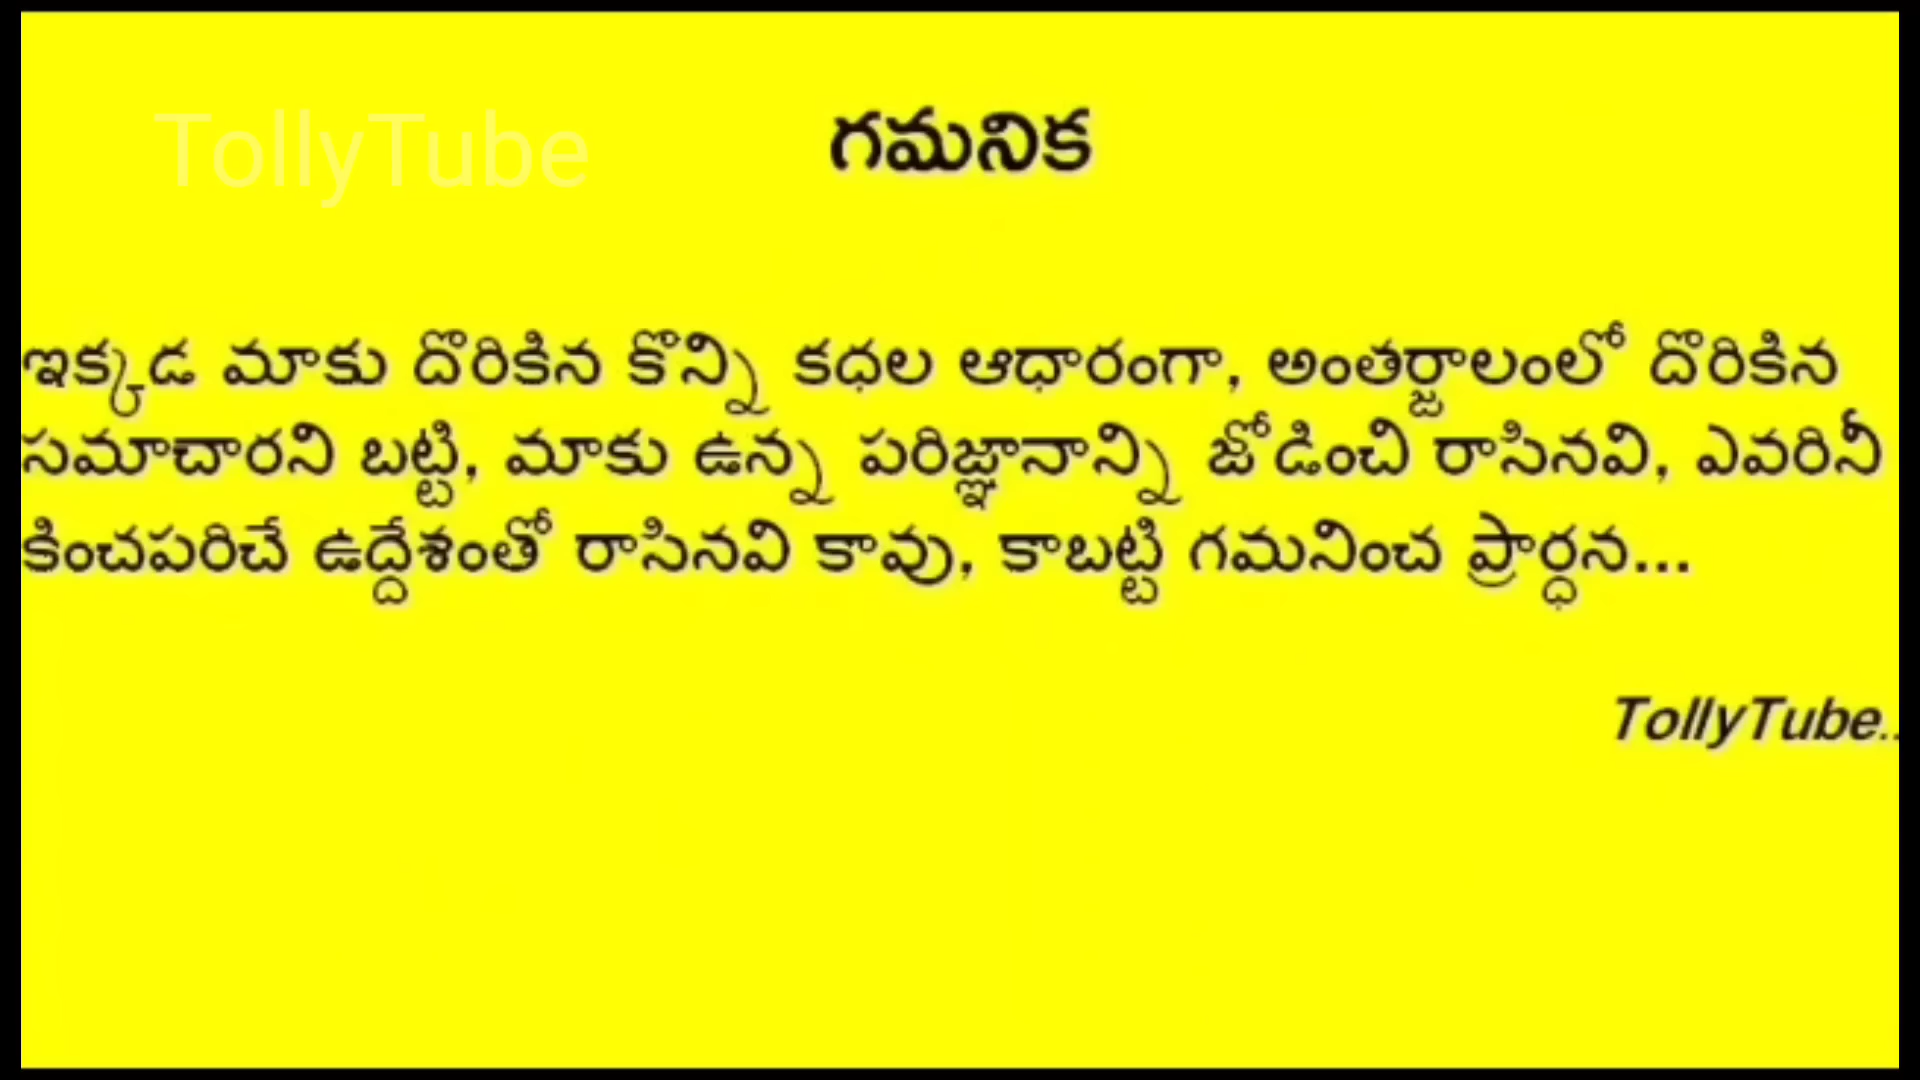 TollyTube
గమనిక
ఇక్కడ మాకు దొరికిన కొన్ని కధల ఆధారంగా, అంతర్జాలంలో దొరికిన
సమాచారని బట్టి, మాకు ఉన్న పరిజ్ఞానాన్ని జోడించి రాసినవి, ఎవరినీ
కించపరిచే ఉద్దేశంతో రాసినవి కావు, కాబట్టి గమనించ ప్రార్ధన...
TollyTube..